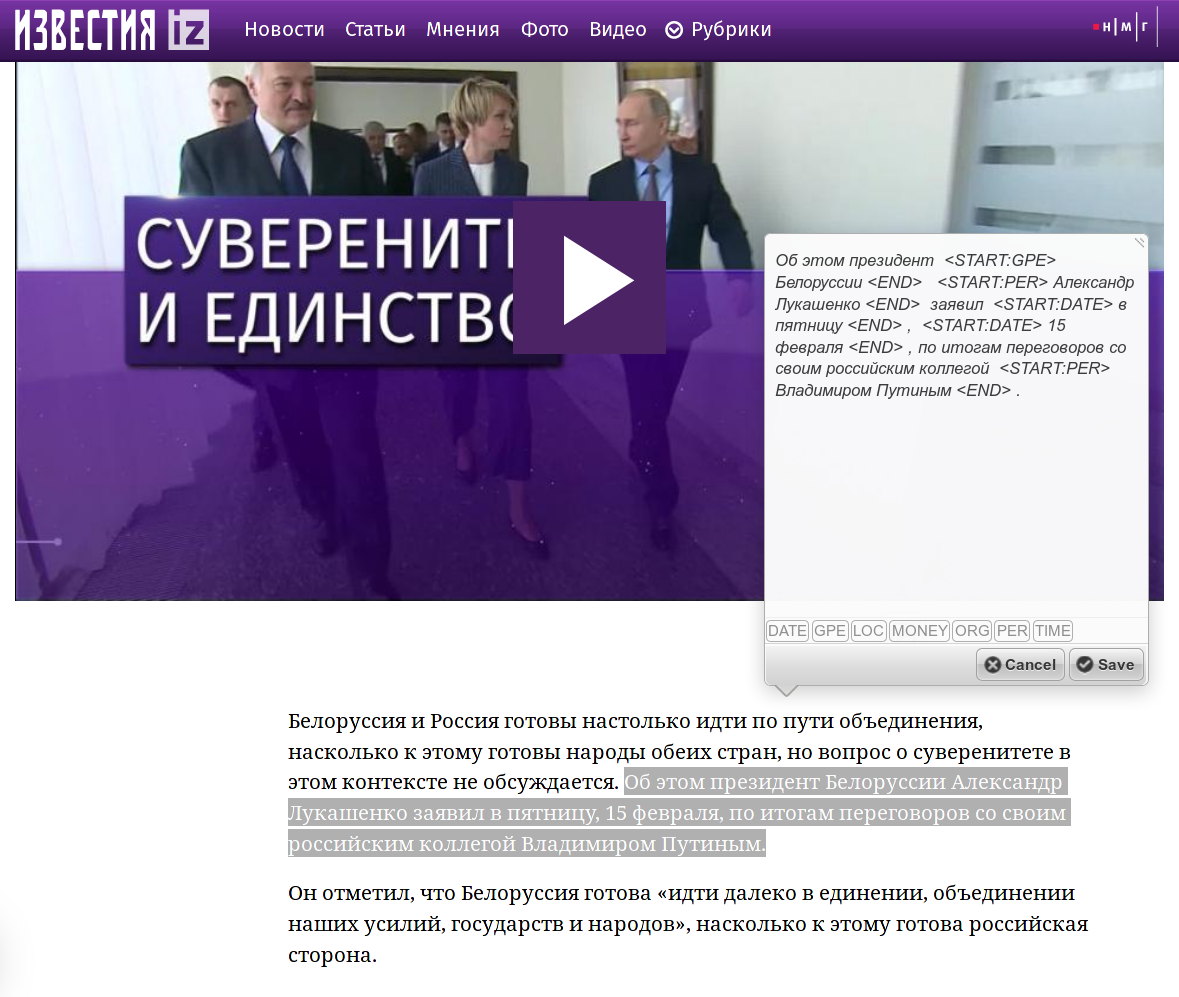 ИЗВЕСТИЯ iz Новости Статьи Мнения Фото Видео Рубрики н|м|г
СУВЕРЕНИТЕ
И ЕДИНСТВО
Об этом президент <START:GPE>
Белоруссии <END> <START:PER> Александр
Лукашенко <END> заявил <START:DATE> в
пятницу <END> , <START:DATE> 15
февраля <END> , по итогам переговоров со
своим российским коллегой <START:PER>
Владимиром Путиным <END> .
DATE GPE LOC MONEY ORG PER TIME
Cancel Save
Белоруссия и Россия готовы настолько идти по пути объединения,
насколько к этому готовы народы обеих стран, но вопрос о суверенитете в
этом контексте не обсуждается. Об этом президент Белоруссии Александр
Лукашенко заявил в пятницу, 15 февраля, по итогам переговоров со своим
российским коллегой Владимиром Путиным.
Он отметил, что Белоруссия готова «идти далеко в единении, объединении
наших усилий, государств и народов», насколько к этому готова российская
сторона.